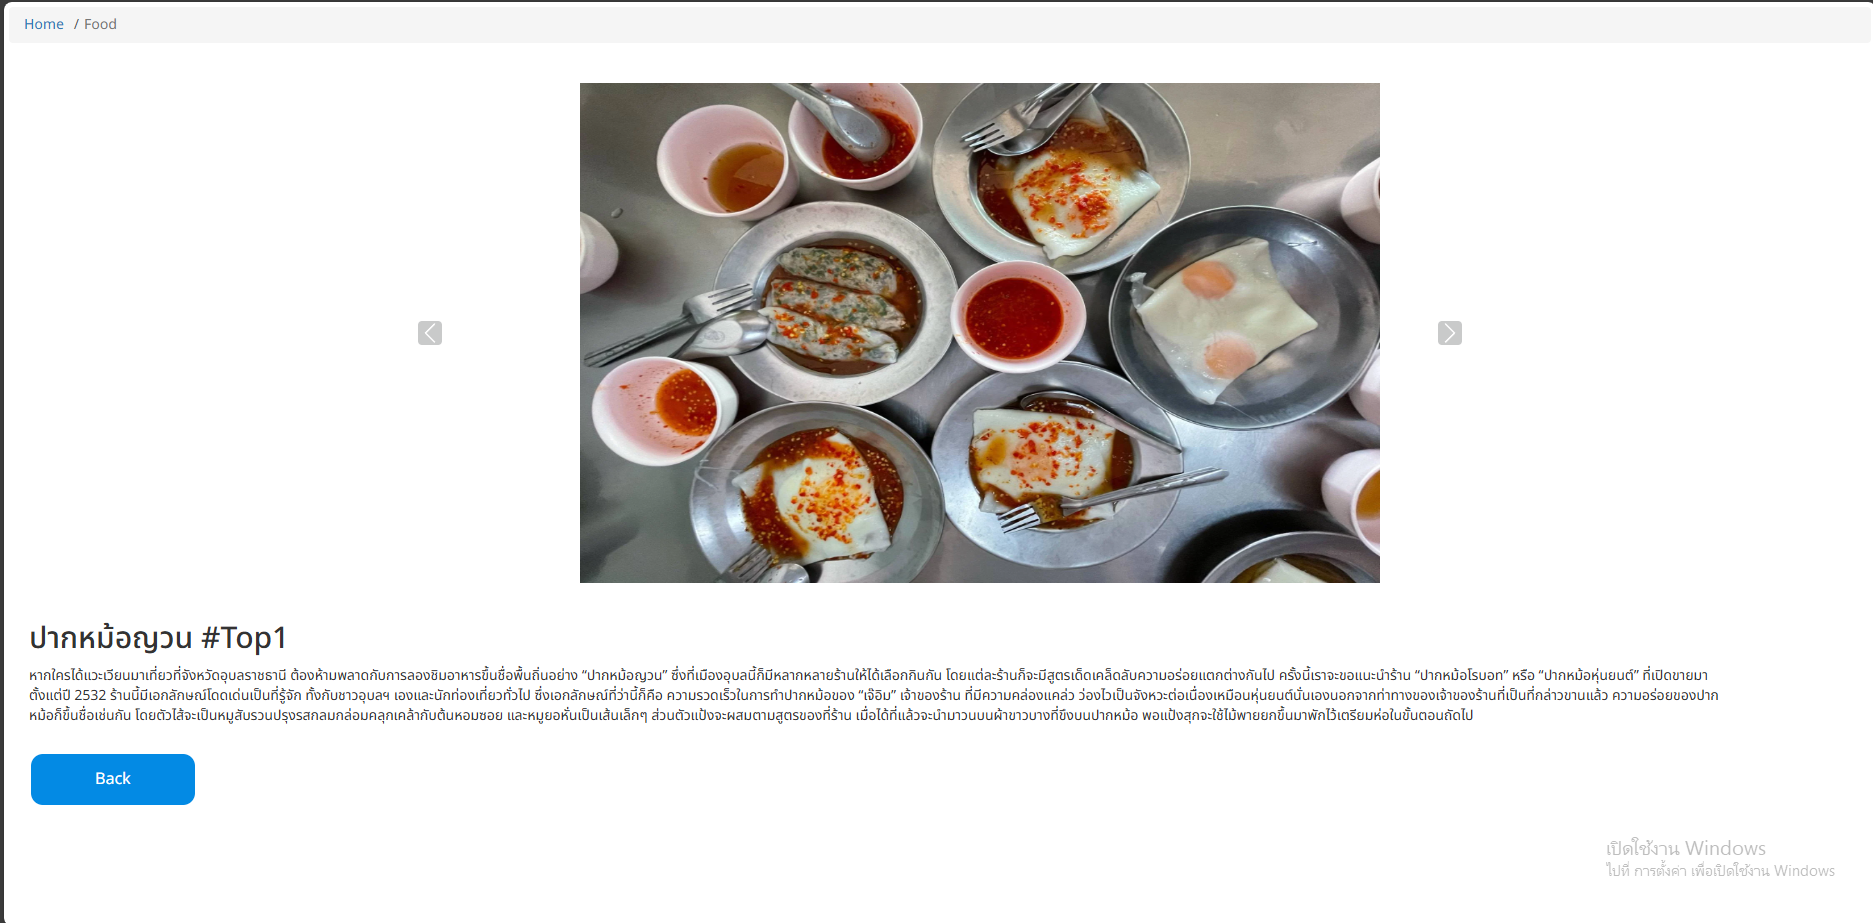 Home / Food
ปากหม้อญวน #Top1
หากใครได้แวะเวียนมาเที่ยวที่จังหวัดอุบลราชธานี ต้องห้ามพลาดกับการลองชิมอาหารขึ้นชื่อพื้นถิ่นอย่าง “ปากหม้อญวน” ซึ่งที่เมืองอุบลนี้ก็มีหลากหลายร้านให้ได้เลือกกินกัน โดยแต่ละร้านก็จะมีสูตรเด็ดเคล็ดลับความอร่อยแตกต่างกันไป ครั้งนี้เราจะขอแนะนำร้าน “ปากหม้อโรบอท” หรือ “ปากหม้อหุ่นยนต์” ที่เปิดขายมา
ตั้งแต่ปี 2532 ร้านนี้มีเอกลักษณ์โดดเด่นเป็นที่รู้จัก ทั้งกับชาวอุบลฯ เองและนักท่องเที่ยวทั่วไป ซึ่งเอกลักษณ์ที่ว่านี้ก็คือ ความรวดเร็วในการทำปากหม้อของ “เจ๊อิม” เจ้าของร้าน ที่มีความคล่องแคล่ว ว่องไวเป็นจังหวะต่อเนื่องเหมือนหุ่นยนต์นั่นเองนอกจากท่าทางของเจ้าของร้านที่เป็นที่กล่าวขานแล้ว ความอร่อยของปาก
หม้อก็ขึ้นชื่อเช่นกัน โดยตัวไส้จะเป็นหมูสับรวนปรุงรสกลมกล่อมคลุกเคล้ากับต้นหอมซอย และหมูยอหั่นเป็นเส้นเล็กๆ ส่วนตัวแป้งจะผสมตามสูตรของที่ร้าน เมื่อได้ที่แล้วจะนำมาวนบนผ้าขาวบางที่ขึงบนปากหม้อ พอแป้งสุกจะใช้ไม้พายยกขึ้นมาพักไว้เตรียมห่อในขั้นตอนถัดไป
Back
เปิดใช้งาน Windows
ไปที่ การตั้งค่า เพื่อเปิดใช้งาน Windows